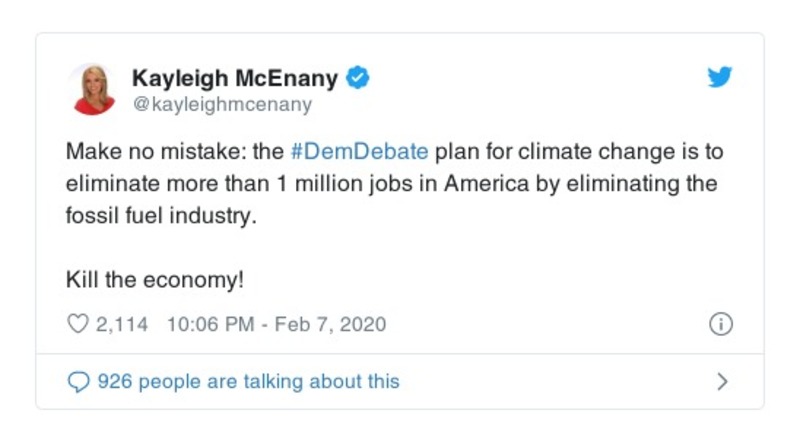 Kayleigh McEnany
@kayleighmcenany
Make no mistake: the #DemDebate plan for climate change is to
eliminate more than 1 million jobs in America by eliminating the
fossil fuel industry.
Kill the economy!
2,114 10:06 PM - Feb 7, 2020
926 people are talking about this